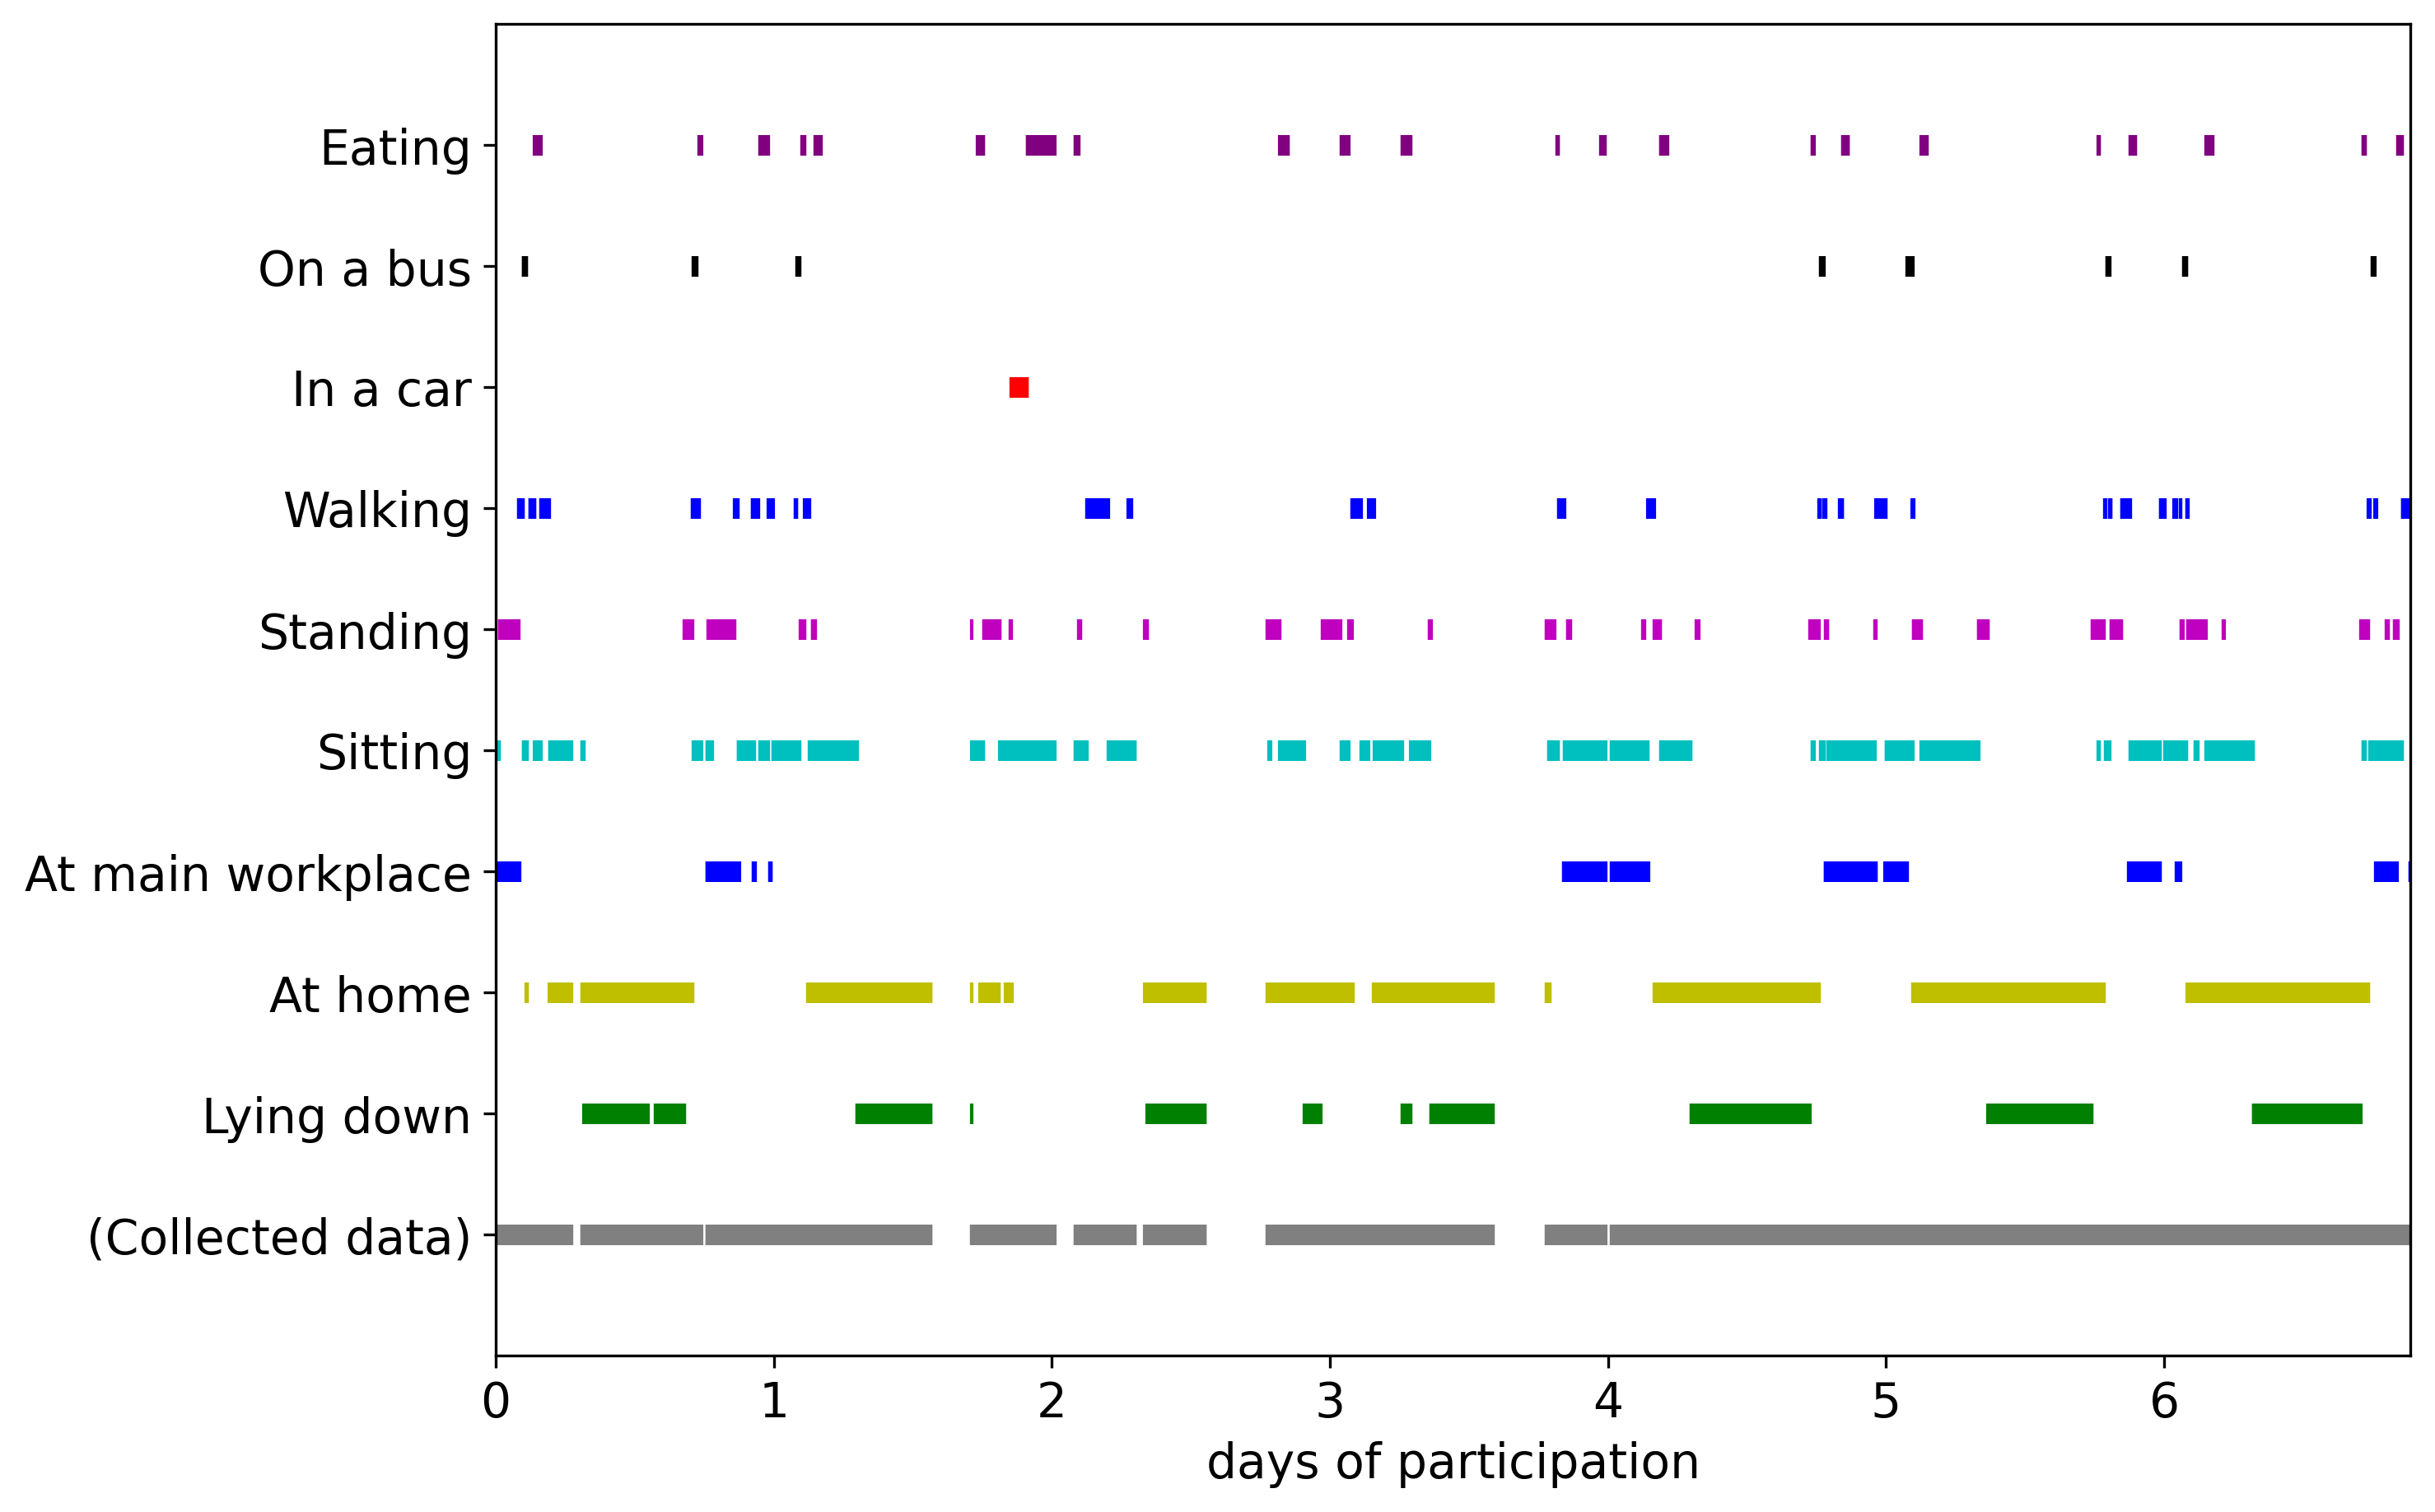 Eating
On a bus
In a car
Walking
Standing
Sitting
At main workplace
At home
Lying down
(Collected data)
0 1 2 3 4 5 6
days of participation